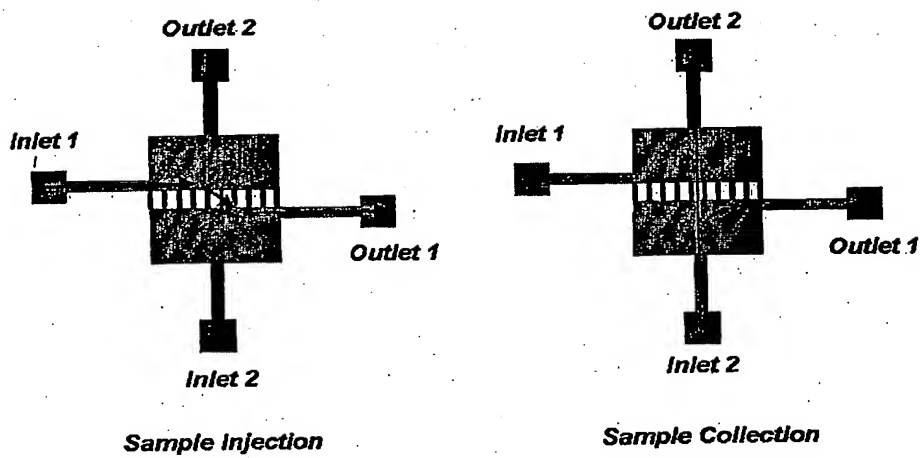 Outlet 2
Inlet 1
Outlet 1
Inlet 2
Sample Injection
Outlet 2
Inlet 1
Outlet 1
Inlet 2
Sample Collection